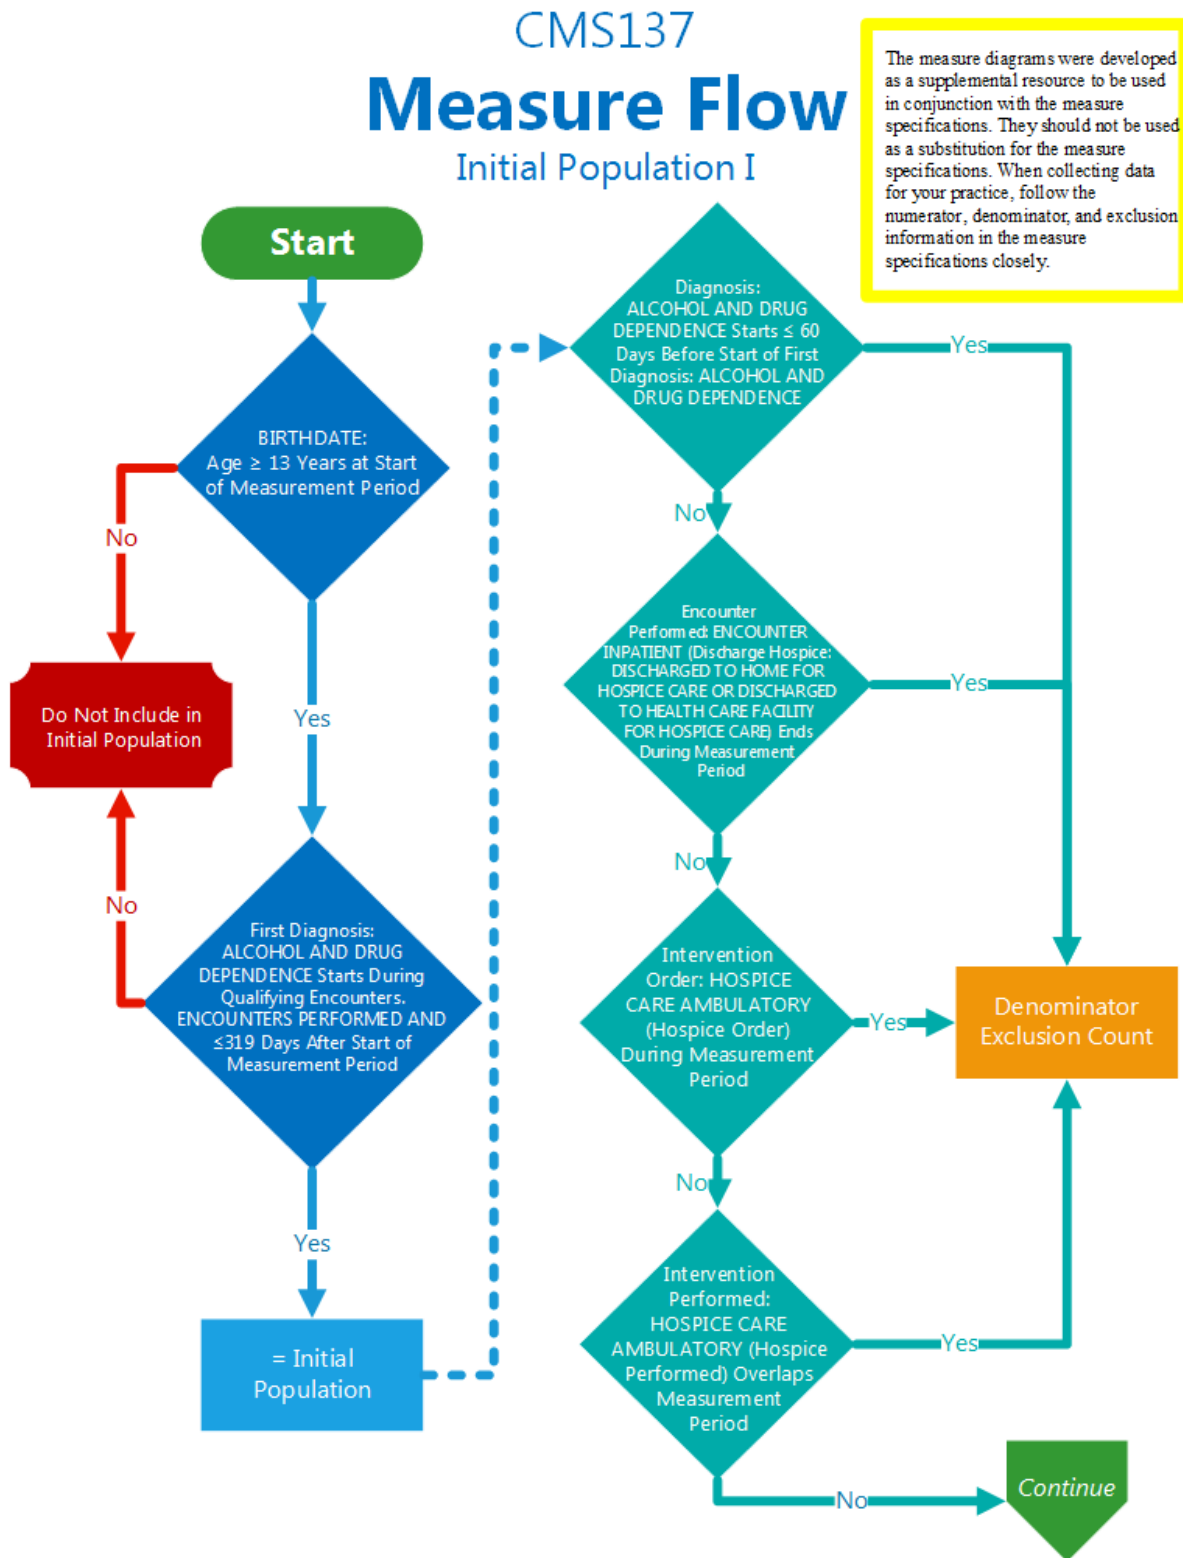 CMS137
Measure Flow
Initial Population I
The measure diagrams were developed
as a supplemental resource to be used
in conjunction with the measure
specifications. They should not be used
as a substitution for the measure
specifications. When collecting data
for your practice, follow the
numerator, denominator, and exclusion
information in the measure
specifications closely.
Start
BIRTHDATE:
Age ≥ 13 Years at Start
of Measurement Period
No
Do Not Include in
Initial Population
Yes
No
First Diagnosis:
ALCOHOL AND DRUG
DEPENDENCE Starts During
Qualifying Encounters.
ENCOUNTERS PERFORMED AND
≤319 Days After Start of
Measurement Period
Yes
= Initial
Population
Diagnosis:
ALCOHOL AND DRUG
DEPENDENCE Starts ≤ 60
Days Before Start of First
Diagnosis: ALCOHOL AND
DRUG DEPENDENCE
Yes
No
Encounter
Performed: ENCOUNTER
INPATIENT (Discharge Hospice:
DISCHARGED TO HOME FOR
HOSPICE CARE OR DISCHARGED
TO HEALTH CARE FACILITY
FOR HOSPICE CARE) Ends
During Measurement
Period
Yes
No
Intervention
Order: HOSPICE
CARE AMBULATORY
(Hospice Order)
During Measurement
Period
Yes
Denominator
Exclusion Count
No
Intervention
Performed:
HOSPICE CARE
AMBULATORY (Hospice
Performed) Overlaps
Measurement
Period
Yes
No
Continue